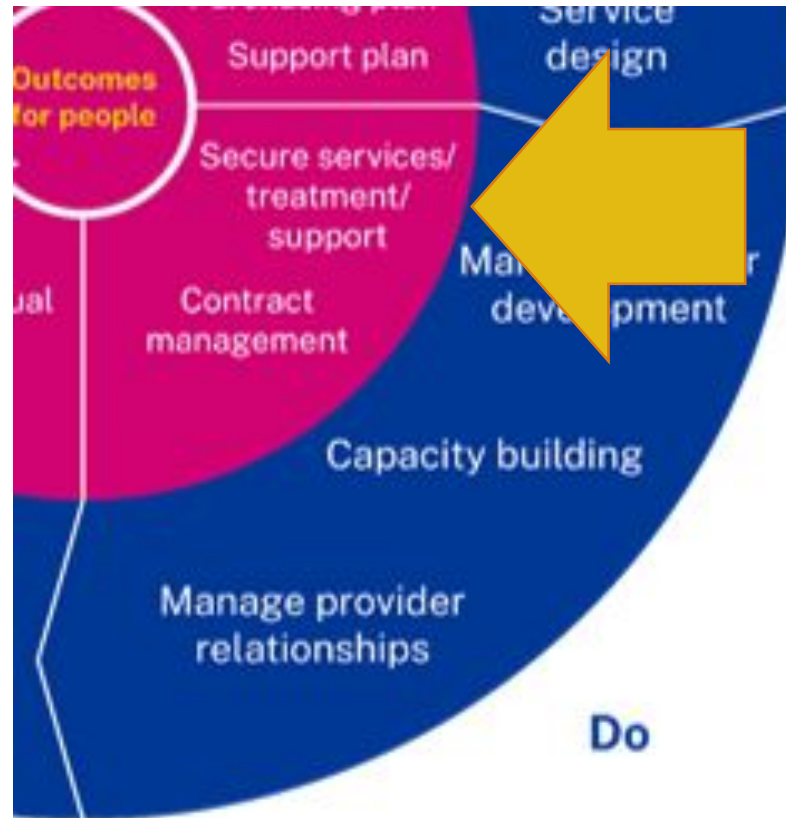 Support plan
Service
design
Outcomes
for people
Secure services/
treatment/
support
Contract
management
development
Capacity building
Manage provider
relationships
Do